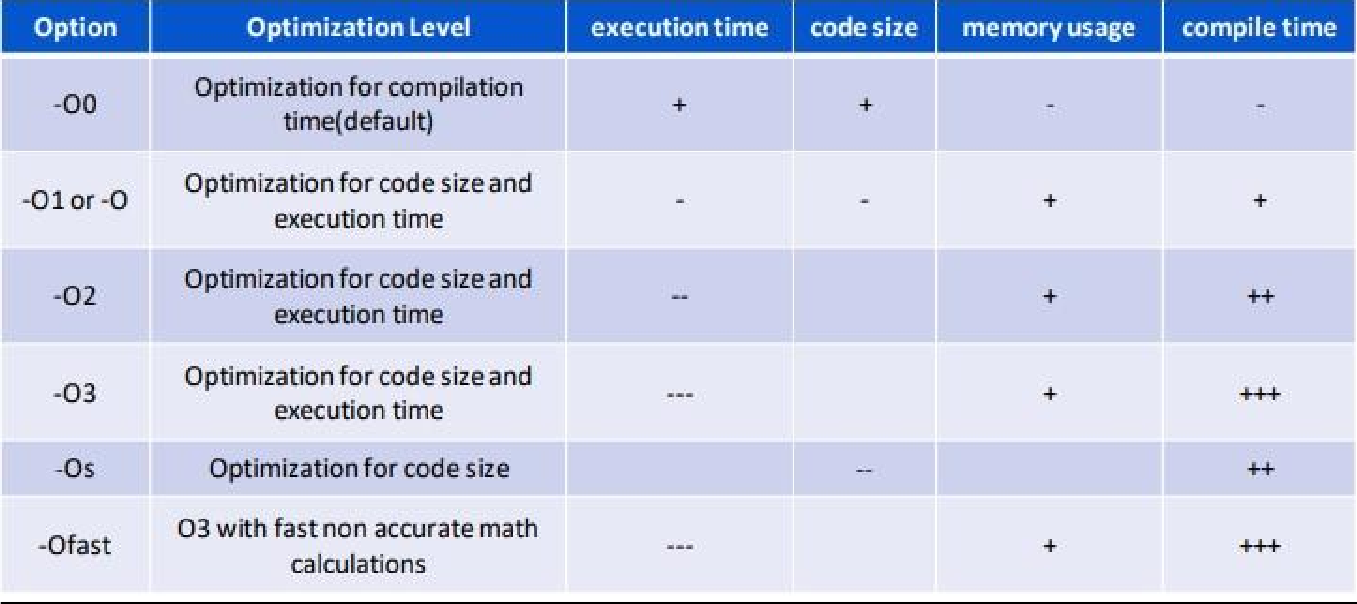 Option Optimization Level execution time code size memory usage compile time
-O0 Optimization for compilation time(default) + + - -
-O1 or -O Optimization for code size and execution time - - + +
-O2 Optimization for code size and execution time -- + ++
-O3 Optimization for code size and execution time --- + +++
-Os Optimization for code size -- ++
-Ofast O3 with fast non accurate math calculations --- + +++